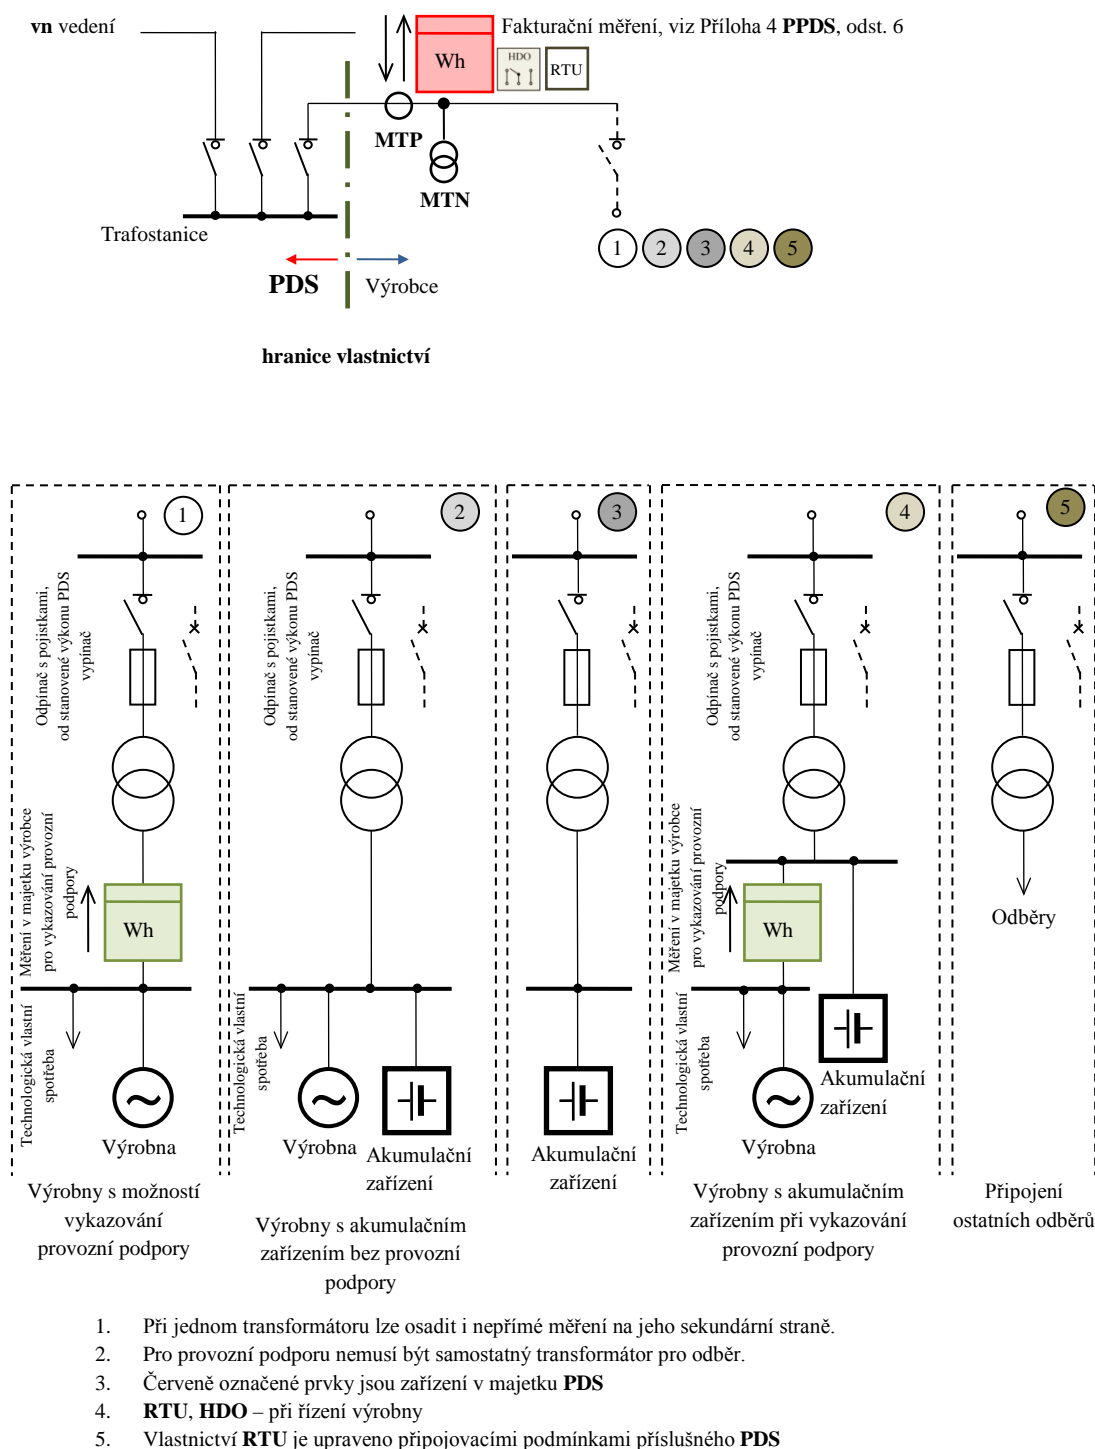 vn vedení
Fakturační měření, viz Příloha 4 PPDS, odst. 6
Wh
HDO
RTU
MTP
MTN
Trafostanice
1
2
3
4
5
PDS
Výrobce
hranice vlastnictví
1
2
3
4
5
Odpínač s pojistkami,
od stanovené výkonu PDS
vypínač
Odpínač s pojistkami,
od stanovené výkonu PDS
vypínač
Odpínač s pojistkami,
od stanovené výkonu PDS
vypínač
Měření v majetku výrobce
pro vykazování provozní
podpory
Wh
Měření v majetku výrobce
pro vykazování provozní
podpory
Wh
Odběry
Technologická vlastní
spotřeba
Výrobna
Technologická vlastní
spotřeba
Výrobna
Akumulační
zařízení
Akumulační
zařízení
Technologická vlastní
spotřeba
Výrobna
Akumulační
zařízení
Výrobny s možností
vykazování
provozní podpory
Výrobny s akumulačním
zařízením bez provozní
podpory
Výrobny s akumulačním
zařízením při vykazování
provozní podpory
Připojení
ostatních odběrů
1. Při jednom transformátoru lze osadit i nepřímé měření na jeho sekundární straně.
2. Pro provozní podporu nemusí být samostatný transformátor pro odběr.
3. Červeně označené prvky jsou zařízení v majetku PDS
4. RTU, HDO – při řízení výrobny
5. Vlastnictví RTU je upraveno připojovacími podmínkami příslušného PDS